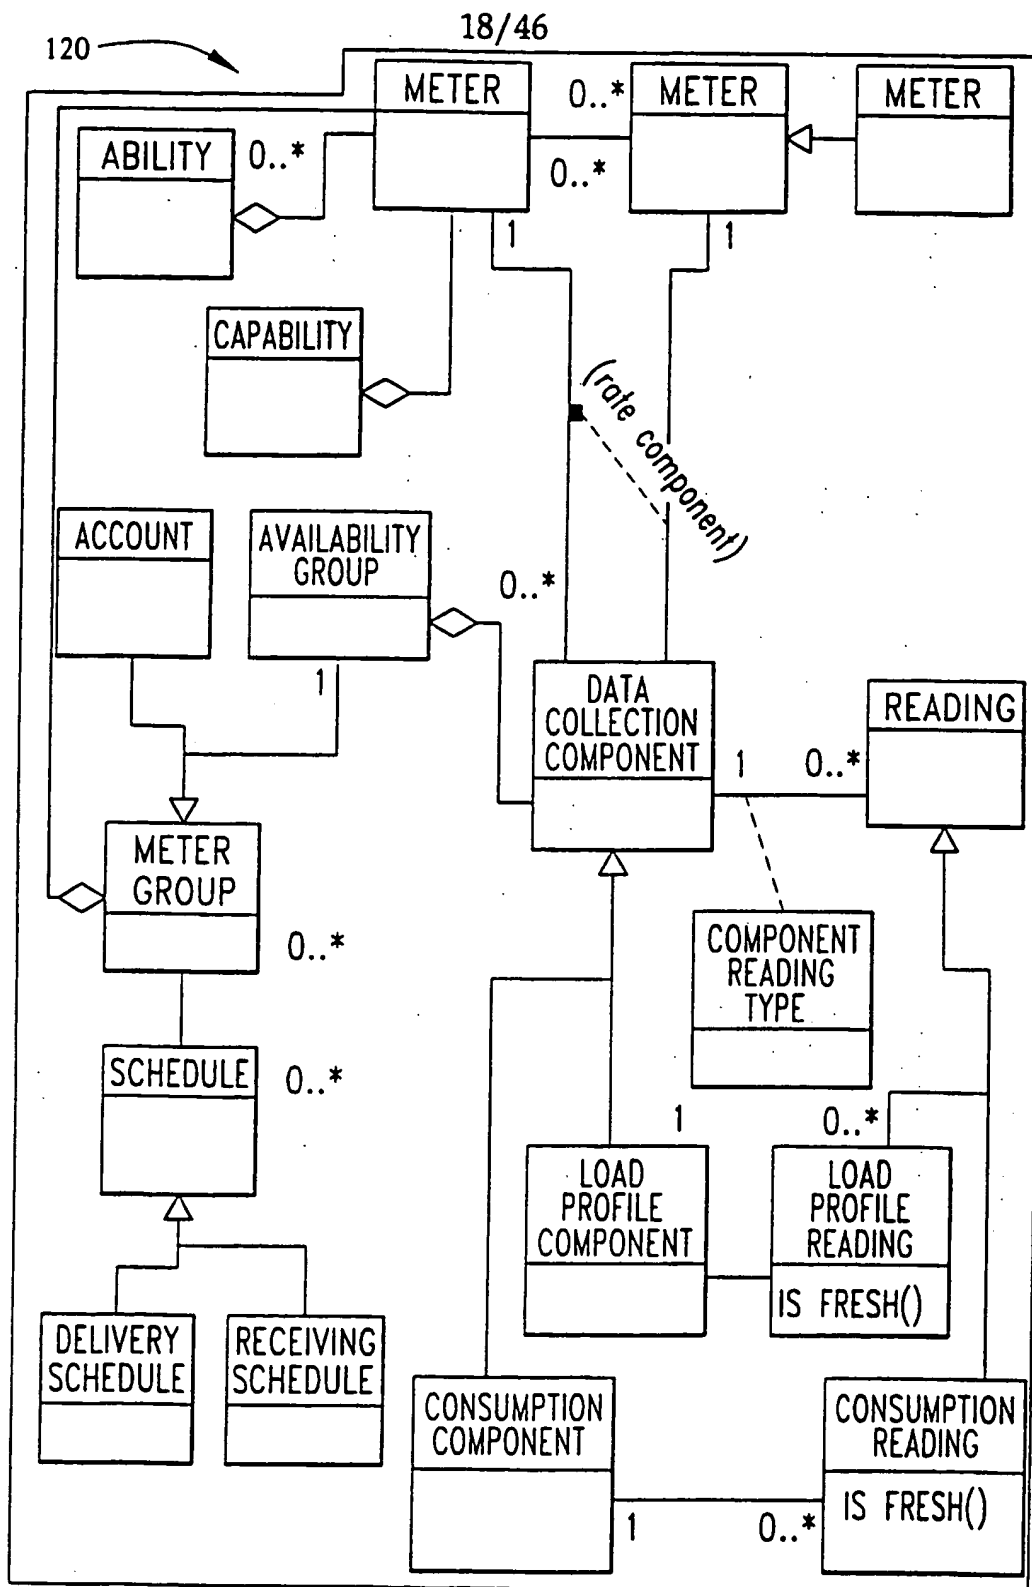 18/46
120
METER
0..*
METER
METER
ABILITY
0..*
0..*
1
1
CAPABILITY
(rate component)
ACCOUNT
AVAILABILITY
GROUP
0..*
1
DATA
COLLECTION
COMPONENT
READING
1
0..*
METER
GROUP
0..*
COMPONENT
READING
TYPE
SCHEDULE
0..*
1
0..*
LOAD
PROFILE
COMPONENT
LOAD
PROFILE
READING
IS FRESH()
DELIVERY
SCHEDULE
RECEIVING
SCHEDULE
CONSUMPTION
COMPONENT
CONSUMPTION
READING
IS FRESH()
1
0..*